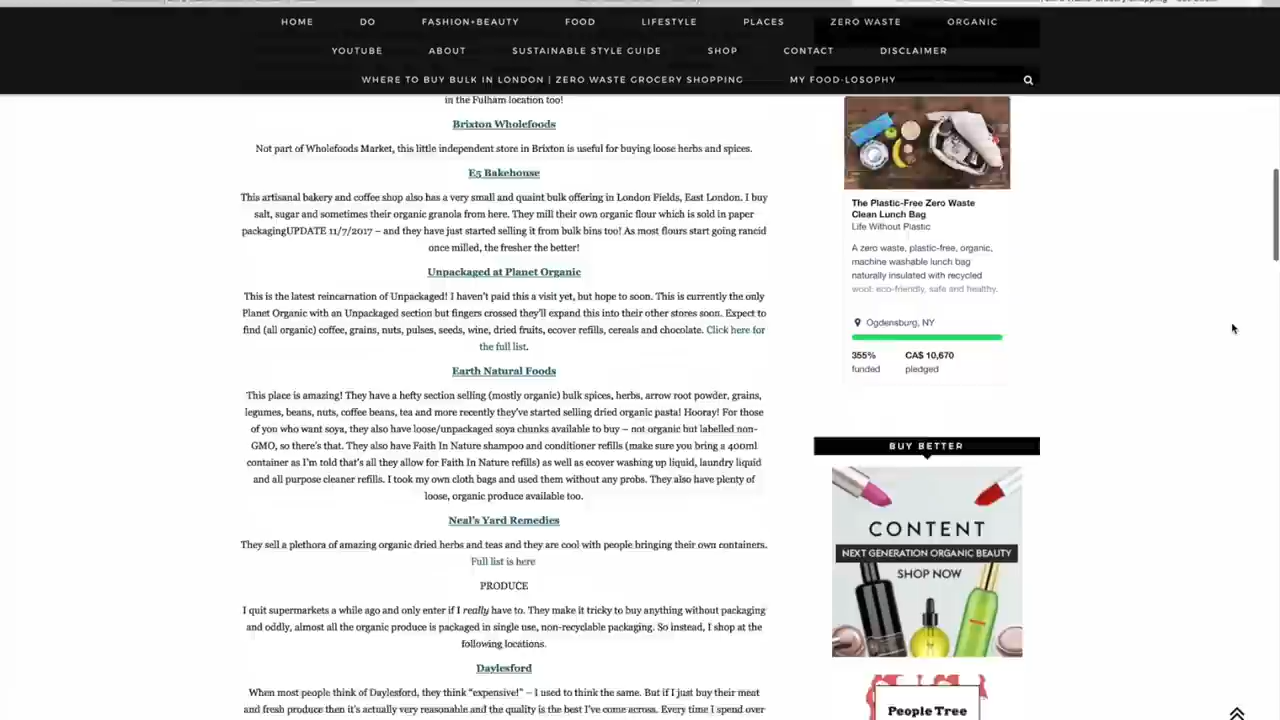 HOME DO FASHION+BEAUTY FOOD LIFESTYLE PLACES ZERO WASTE ORGANIC
YOUTUBE ABOUT SUSTAINABLE STYLE GUIDE SHOP CONTACT DISCLAIMER
WHERE TO BUY BULK IN LONDON | ZERO WASTE GROCERY SHOPPING MY FOOD-LOSOPHY
in the Fulham location too!
Brixton Wholefoods
Not part of Wholefoods Market, this little independent store in Brixton is useful for buying loose herbs and spices.
E5 Bakehouse
This artisanal bakery and coffee shop also has a very small and quaint bulk offering in London Fields, East London. I buy
salt, sugar and sometimes their organic granola from here. They mill their own organic flour which is sold in paper
packagingUPDATE 11/7/2017 – and they have just started selling it from bulk bins too! As most flours start going rancid
once milled, the fresher the better!
Unpackaged at Planet Organic
This is the latest reincarnation of Unpackaged! I haven't paid this a visit yet, but hope to soon. This is currently the only
Planet Organic with an Unpackaged section but fingers crossed they'll expand this into their other stores soon. Expect to
find (all organic) coffee, grains, nuts, pulses, seeds, wine, dried fruits, ecover refills, cereals and chocolate. Click here for
the full list.
Earth Natural Foods
This place is amazing! They have a hefty section selling (mostly organic) bulk spices, herbs, arrow root powder, grains,
legumes, beans, nuts, coffee beans, tea and more recently they've started selling dried organic pasta! Hooray! For those
of you who want soya, they also have loose/unpackaged soya chunks available to buy – not organic but labelled non-
GMO, so there's that. They also have Faith In Nature shampoo and conditioner refills (make sure you bring a 400ml
container as I'm told that's all they allow for Faith In Nature refills) as well as ecover washing up liquid, laundry liquid
and all purpose cleaner refills. I took my own cloth bags and used them without any probs. They also have plenty of
loose, organic produce available too.
Neal's Yard Remedies
They sell a plethora of amazing organic dried herbs and teas and they are cool with people bringing their own containers.
Full list is here
PRODUCE
I quit supermarkets a while ago and only enter if I really have to. They make it tricky to buy anything without packaging
and oddly, almost all the organic produce is packaged in single use, non-recyclable packaging. So instead, I shop at the
following locations.
Daylesford
When most people think of Daylesford, they think "expensive!" – I used to think the same. But if I just buy their meat
and fresh produce then it's actually very reasonable and the quality is the best I've come across. Every time I spend over
The Plastic-Free Zero Waste
Clean Lunch Bag
Life Without Plastic
A zero waste, plastic-free, organic,
machine washable lunch bag
naturally insulated with recycled
wool: eco-friendly, safe and healthy.
Ogdensburg, NY
355% CA$ 10,670
funded pledged
BUY BETTER
CONTENT
NEXT GENERATION ORGANIC BEAUTY
SHOP NOW
People Tree